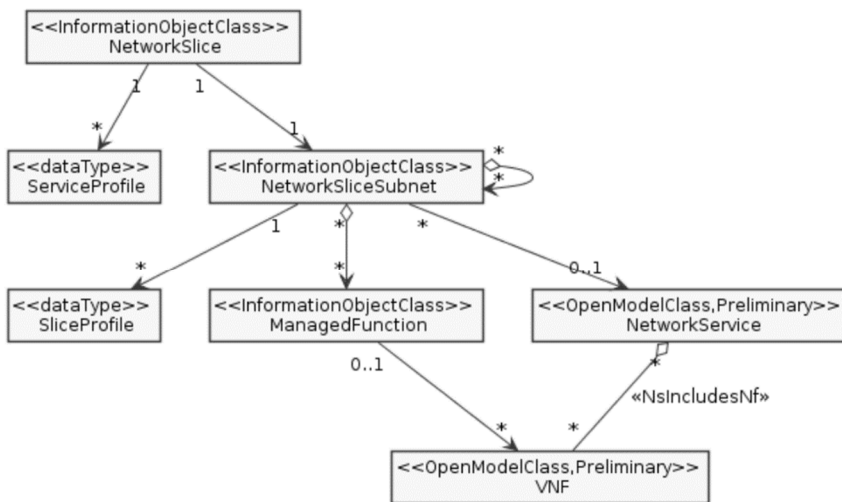 <<InformationObjectClass>>
NetworkSlice
1
1
*
1
<<dataType>>
ServiceProfile
<<InformationObjectClass>>
NetworkSliceSubnet
*
*
1
*
*
*
*
0..1
<<dataType>>
SliceProfile
<<InformationObjectClass>>
ManagedFunction
<<OpenModelClass,Preliminary>>
NetworkService
0..1
*
«NsIncludesNf»
*
*
<<OpenModelClass,Preliminary>>
VNF